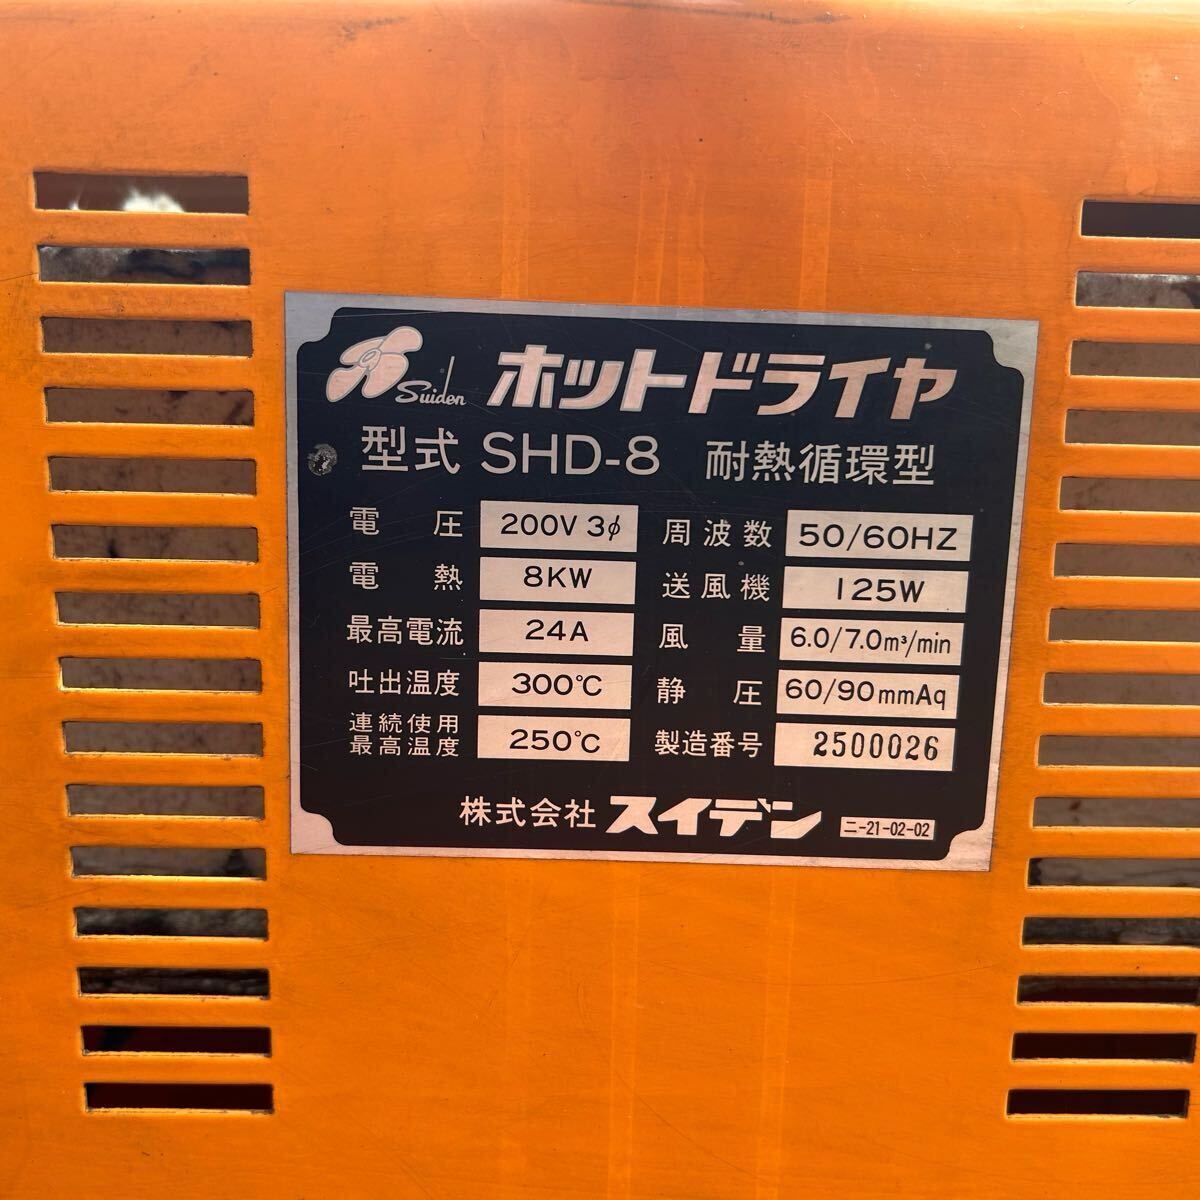 Suiden ホットドライヤ
型式 SHD-8 耐熱循環型
電圧 200V 3φ 周波数 50/60HZ
電熱 8KW 送風機 125W
最高電流 24A 風量 6.0/7.0m³/min
吐出温度 300℃ 静圧 60/90mmAq
連続使用
最高温度 250℃ 製造番号 2500026
株式会社 スイデン ニ-21-02-02